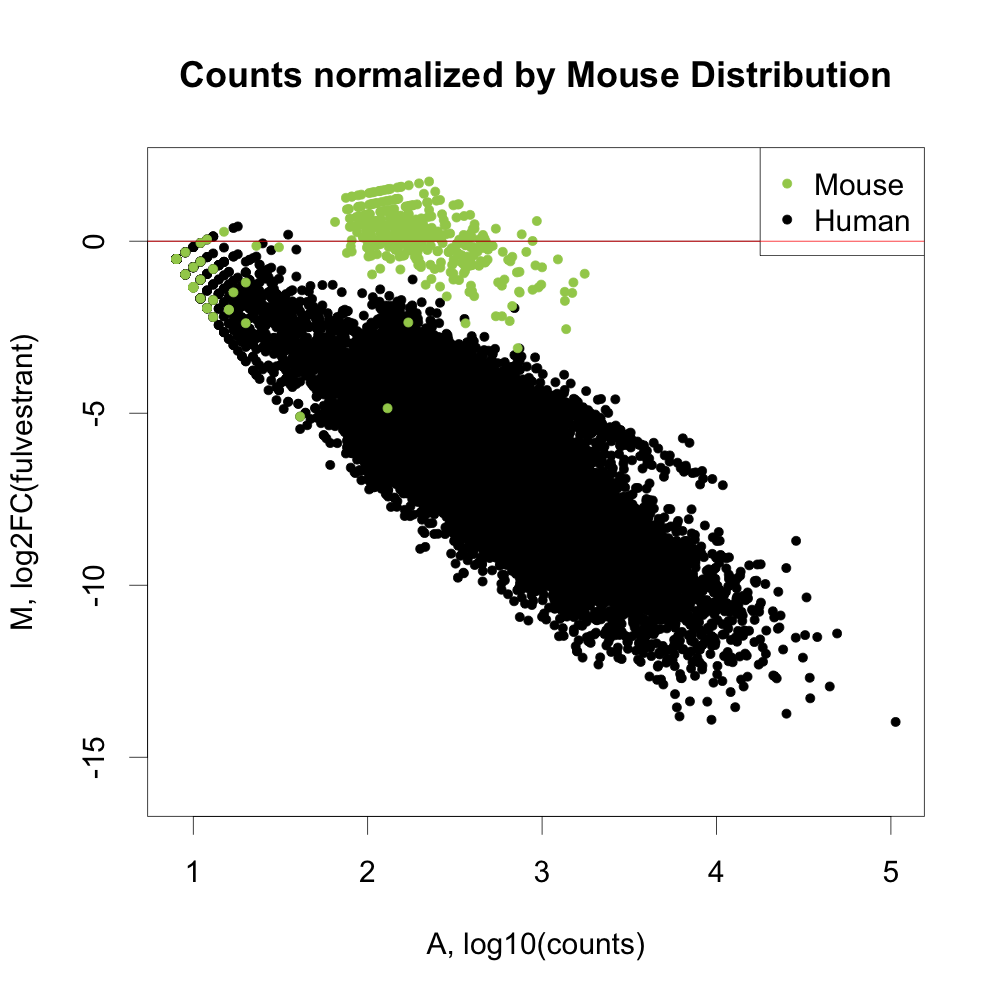 Counts normalized by Mouse Distribution
Mouse
Human
M, log2FC(fulvestrant)
0
-5
-10
-15
1 2 3 4 5
A, log10(counts)